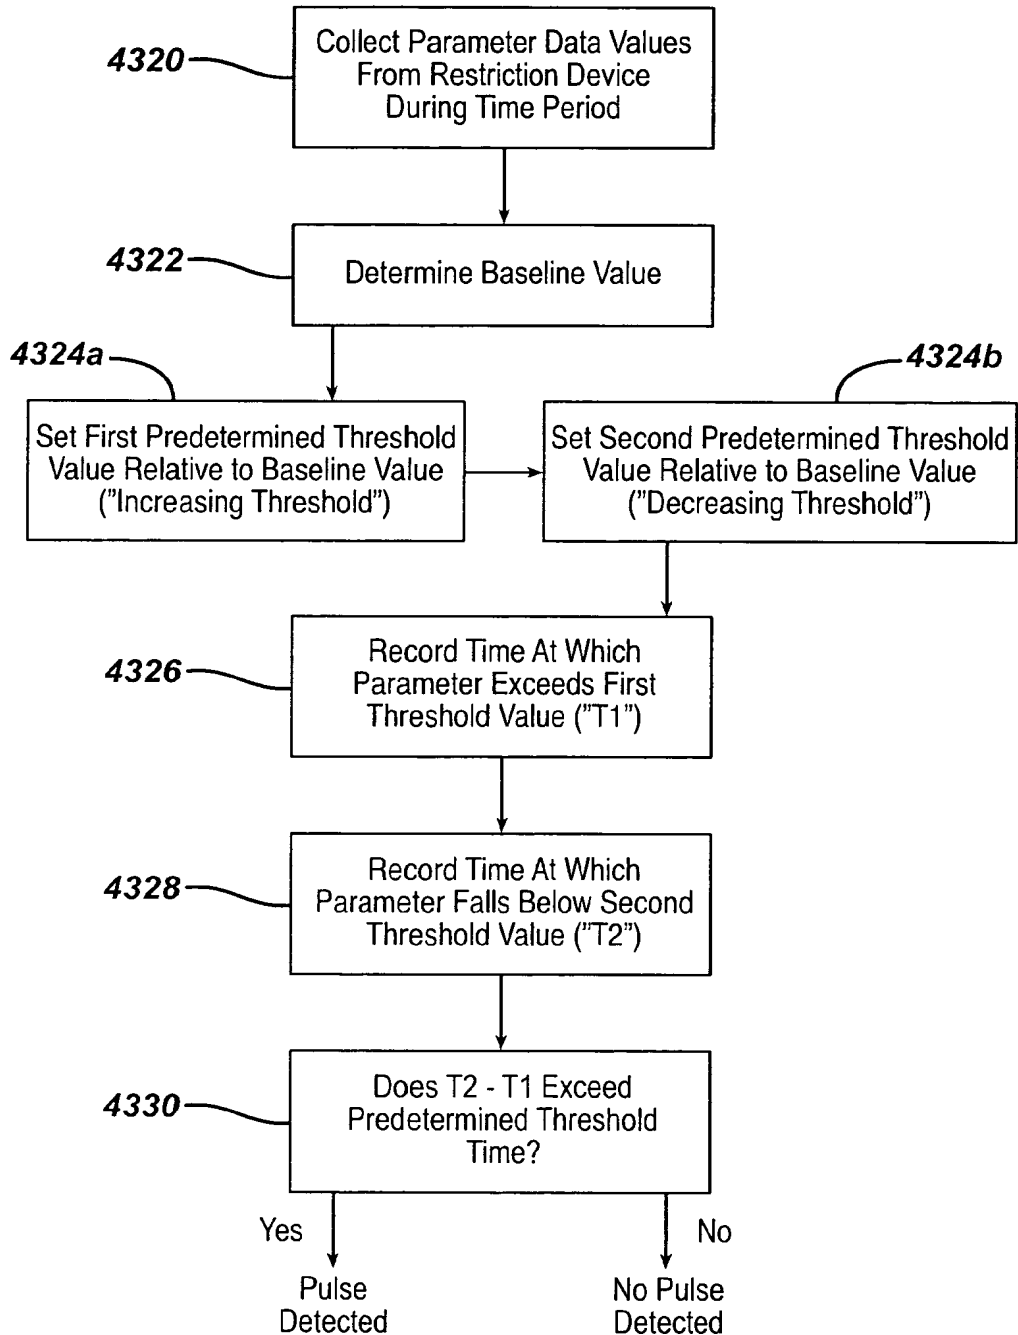 4320
Collect Parameter Data Values
From Restriction Device
During Time Period
4322
Determine Baseline Value
4324a
4324b
Set First Predetermined Threshold
Value Relative to Baseline Value
("Increasing Threshold")
Set Second Predetermined Threshold
Value Relative to Baseline Value
("Decreasing Threshold")
4326
Record Time At Which
Parameter Exceeds First
Threshold Value ("T1")
4328
Record Time At Which
Parameter Falls Below Second
Threshold Value ("T2")
4330
Does T2 - T1 Exceed
Predetermined Threshold
Time?
Yes
No
Pulse
Detected
No Pulse
Detected